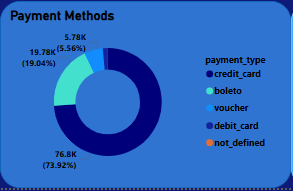 Payment Methods
5.78K
(5.56%)
19.78K
(19.04%)
76.8K
(73.92%)
payment_type
credit_card
boleto
voucher
debit_card
not_defined